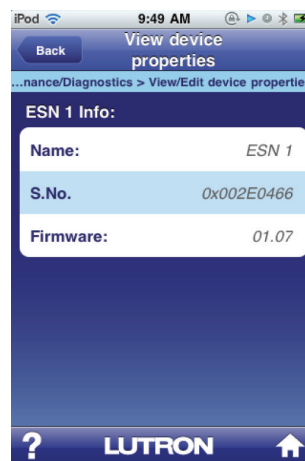 iPod 9:49 AM
Back
View device
properties
...nance/Diagnostics > View/Edit device propertie
ESN 1 Info:
Name: ESN 1
S.No. 0x002E0466
Firmware: 01.07
? LUTRON